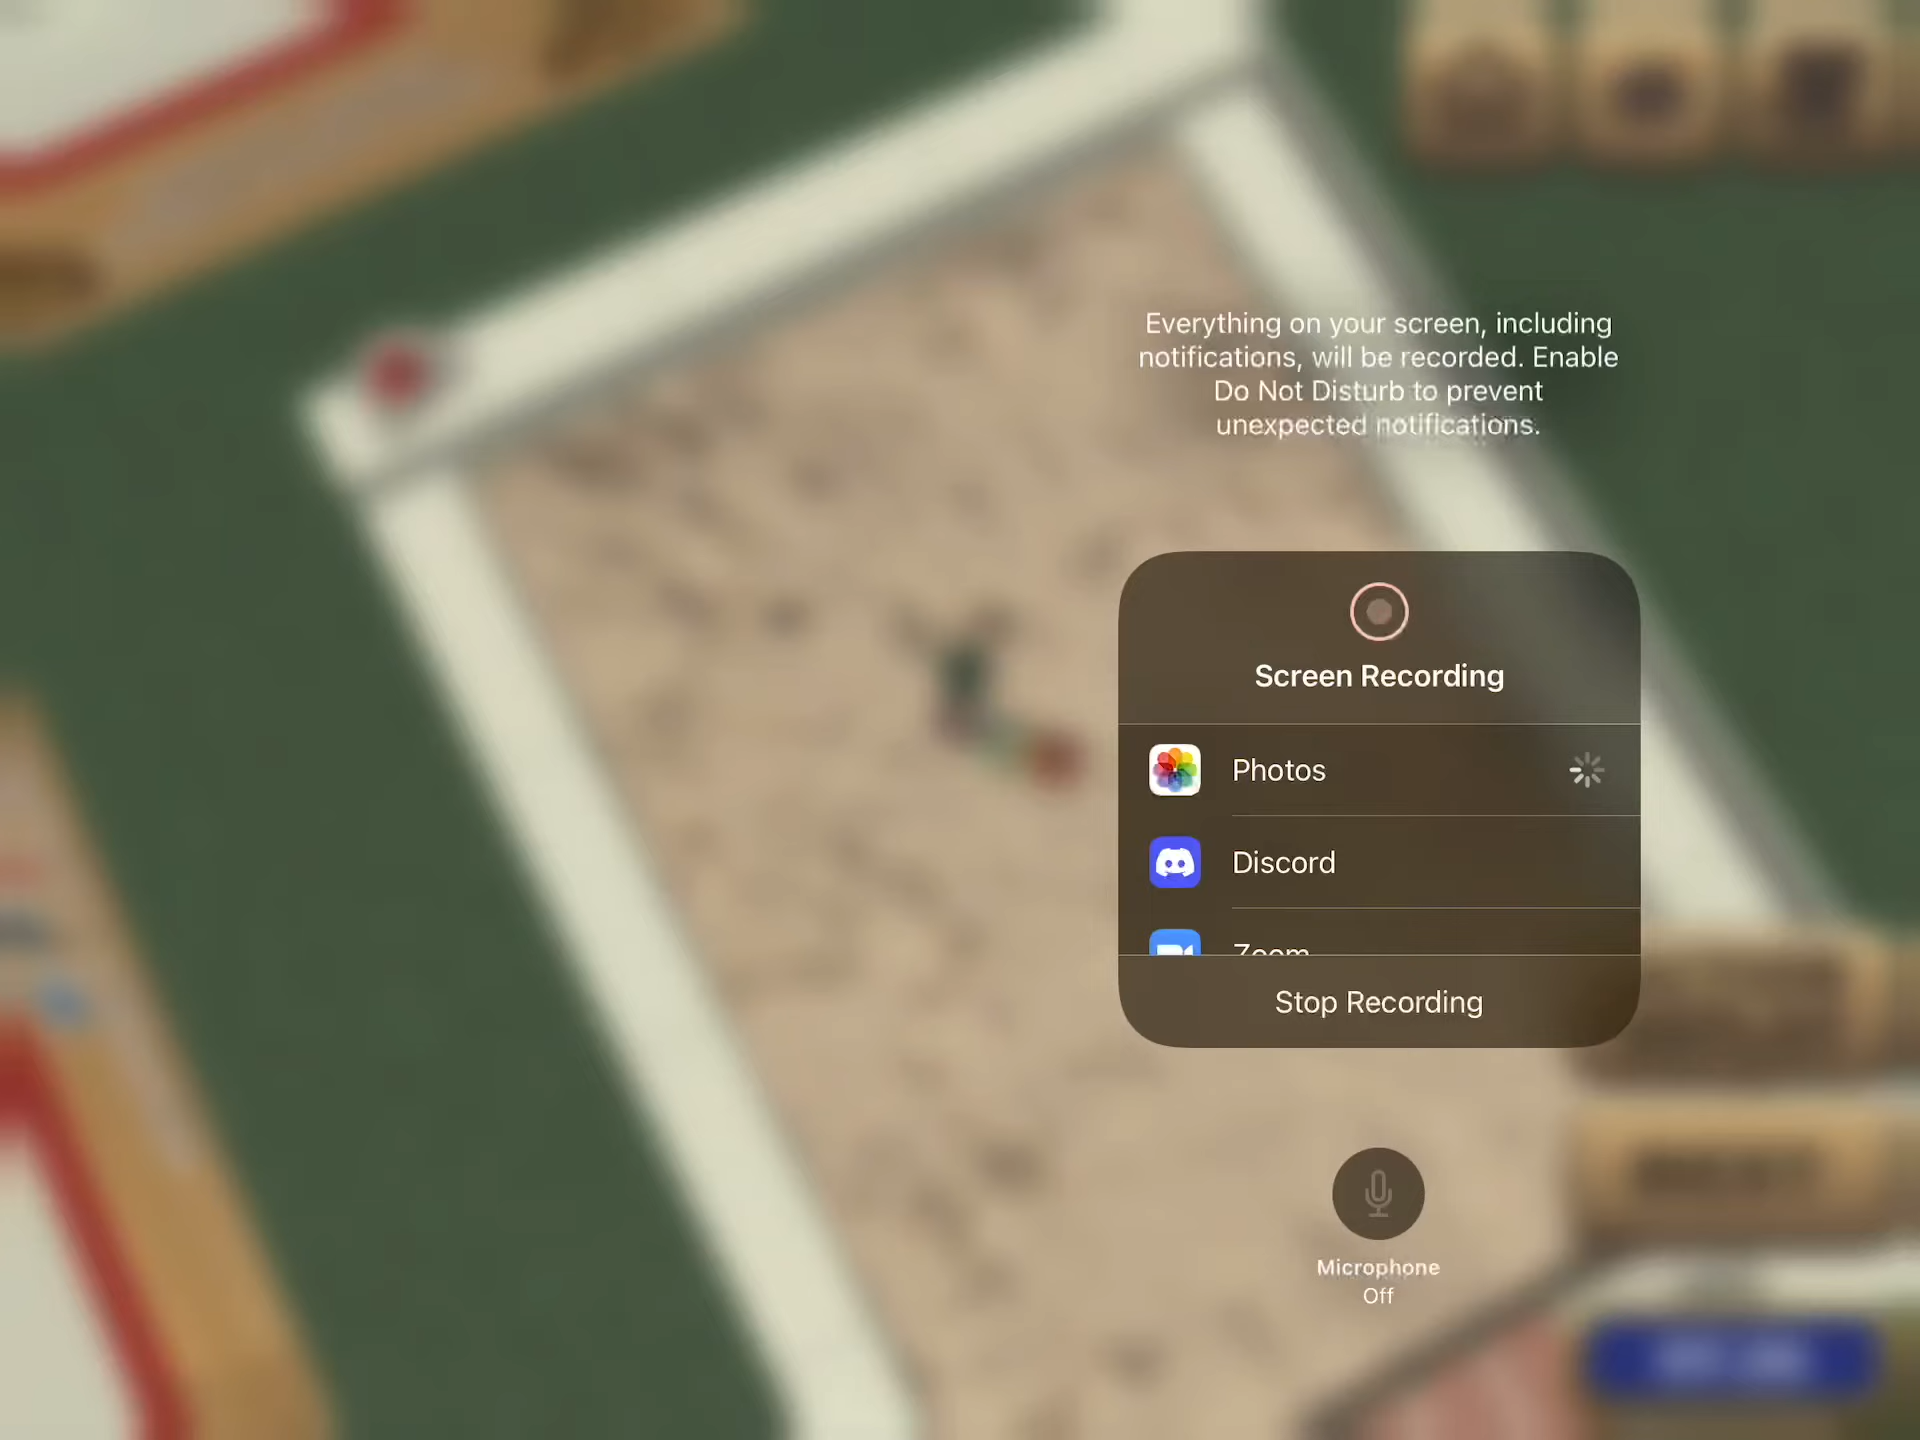 Everything on your screen, including
notifications, will be recorded. Enable
Do Not Disturb to prevent
unexpected notifications.
Screen Recording
Photos
Discord
Zoom
Stop Recording
Microphone
Off